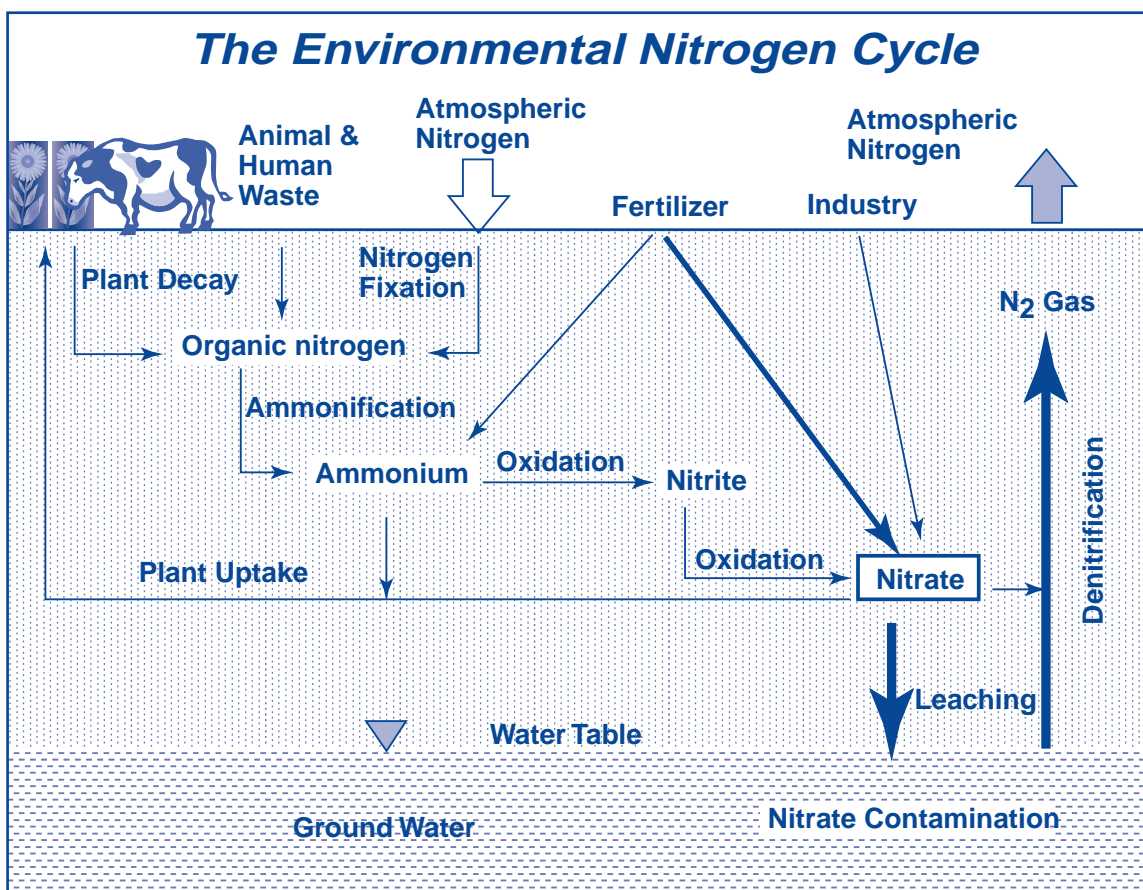 The Environmental Nitrogen Cycle
Animal &
Human
Waste
Atmospheric
Nitrogen
Fertilizer
Industry
Atmospheric
Nitrogen
Plant Decay
Nitrogen
Fixation
N2 Gas
Organic nitrogen
Ammonification
Ammonium
Oxidation
Nitrite
Denitrification
Plant Uptake
Oxidation
Nitrate
Leaching
Water Table
Ground Water
Nitrate Contamination